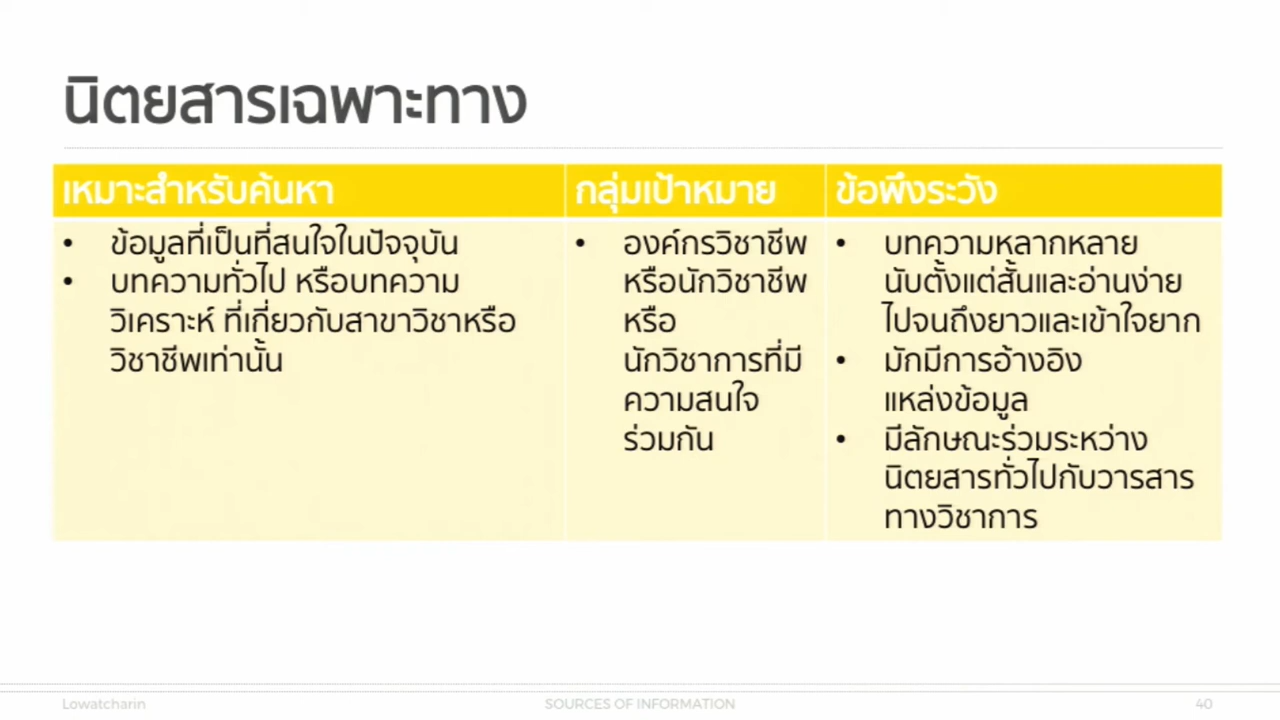 นิตยสารเฉพาะทาง
เหมาะสำหรับค้นหา
กลุ่มเป้าหมาย
ข้อพึงระวัง
• ข้อมูลที่เป็นที่สนใจในปัจจุบัน
• บทความทั่วไป หรือบทความ
วิเคราะห์ ที่เกี่ยวกับสาขาวิชาหรือ
วิชาชีพเท่านั้น
• องค์กรวิชาชีพ
หรือนักวิชาชีพ
หรือ
นักวิชาการที่มี
ความสนใจ
ร่วมกัน
• บทความหลากหลาย
นับตั้งแต่สั้นและอ่านง่าย
ไปจนถึงยาวและเข้าใจยาก
• มักมีการอ้างอิง
แหล่งข้อมูล
• มีลักษณะร่วมระหว่าง
นิตยสารทั่วไปกับวารสาร
ทางวิชาการ
Lowatcharin
SOURCES OF INFORMATION
40